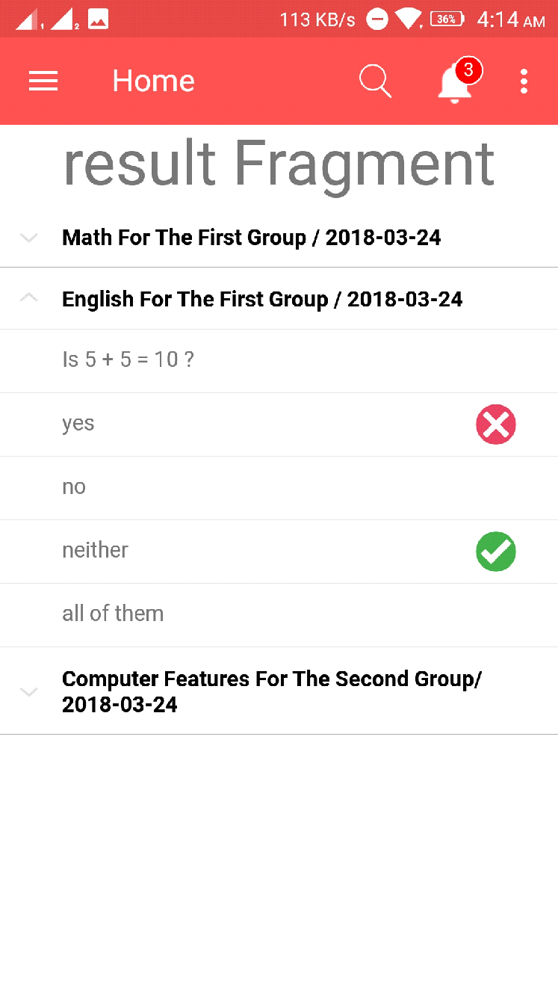 1 2 113 KB/s 36% 4:14 AM
Home 3
result Fragment
Math For The First Group / 2018-03-24
English For The First Group / 2018-03-24
Is 5 + 5 = 10 ?
yes
no
neither
all of them
Computer Features For The Second Group/
2018-03-24